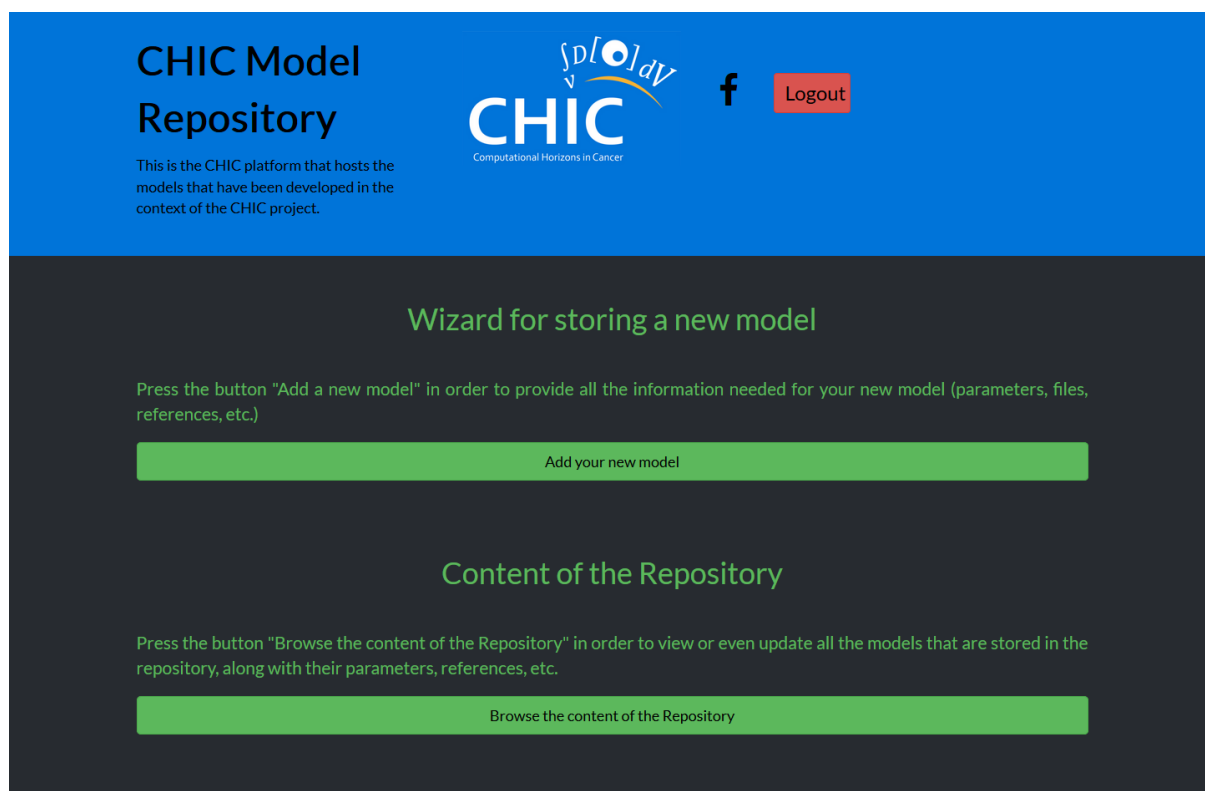 CHIC Model
Repository
This is the CHIC platform that hosts the
models that have been developed in the
context of the CHIC project.
∫D[O]dV
v
CHIC
Computational Horizons in Cancer
f
Logout
Wizard for storing a new model
Press the button "Add a new model" in order to provide all the information needed for your new model (parameters, files,
references, etc.)
Add your new model
Content of the Repository
Press the button "Browse the content of the Repository" in order to view or even update all the models that are stored in the
repository, along with their parameters, references, etc.
Browse the content of the Repository